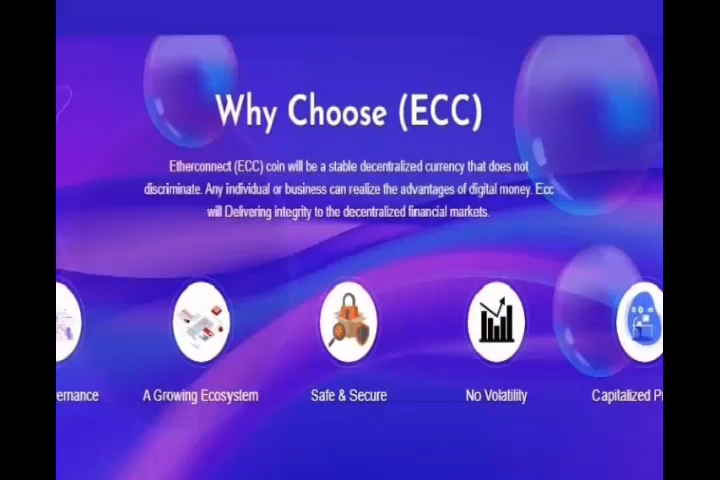 Why Choose (ECC)
Etherconnect (ECC) coin will be a stable decentralized currency that does not
discriminate. Any individual or business can realize the advantages of digital money. Ecc
will Delivering integrity to the decentralized financial markets.
ernance A Growing Ecosystem Safe & Secure No Volatility Capitalized P